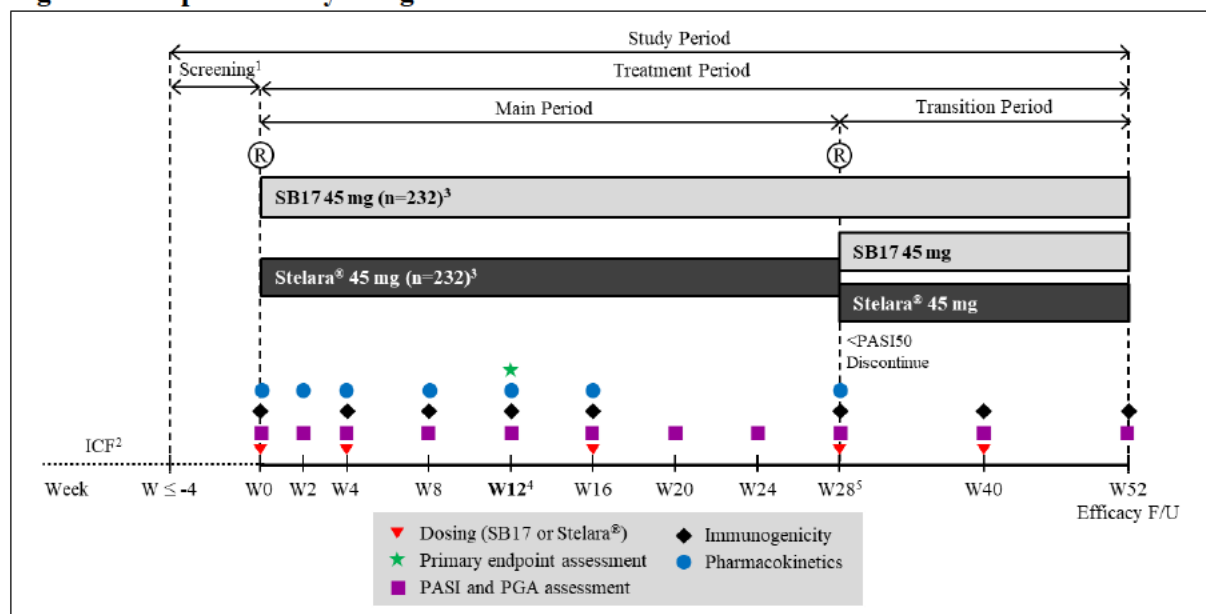 Study Period
Screening¹
Treatment Period
Main Period
Transition Period
R
R
SB17 45 mg (n=232)³
SB17 45 mg
Stelara® 45 mg (n=232)³
Stelara® 45 mg
<PASI50
Discontinue
ICF²
Week W ≤ -4 W0 W2 W4 W8 W12⁴ W16 W20 W24 W28⁵ W40 W52
Efficacy F/U
Dosing (SB17 or Stelara®)
Immunogenicity
Primary endpoint assessment
Pharmacokinetics
PASI and PGA assessment